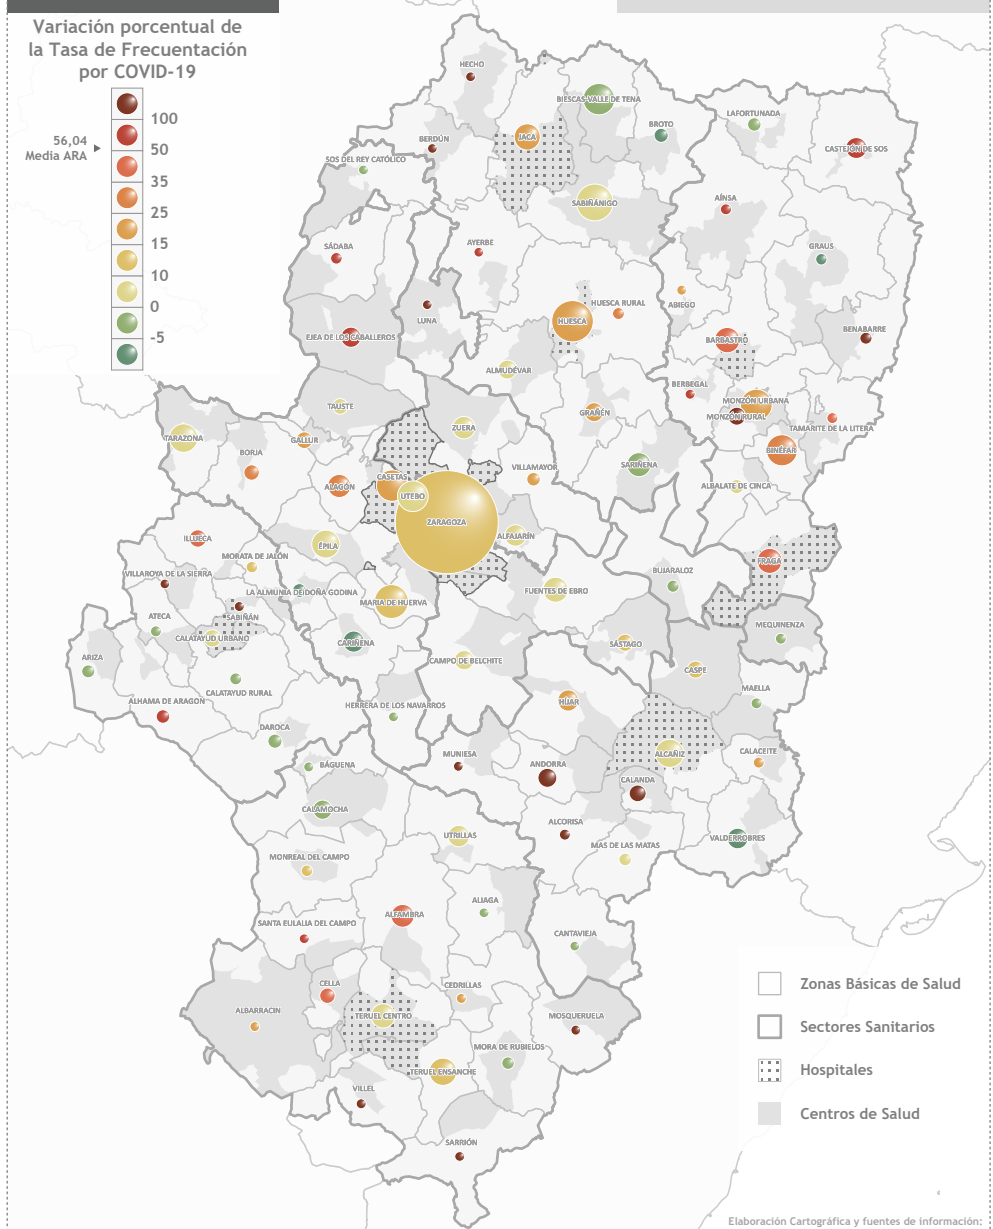 Variación porcentual de
la Tasa de Frecuentación
por COVID-19
100
56,04
Media ARA
50
35
25
15
10
0
-5
HECHO
BIESCAS-VALLE DE TENA
LAFORTUNADA
BROTO
JACA
BERDÚN
CASTEJÓN DE SOS
SOS DEL REY CATÓLICO
SABIÑÁNIGO
AÍNSA
SÁDABA
AYERBE
GRAUS
HUESCA RURAL
ABIEGO
LUNA
HUESCA
BENABARRE
EJEA DE LOS CABALLEROS
BARBASTRO
ALMUDÉVAR
BERBEGAL
MONZÓN URBANA
TAUSTE
GRAÑÉN
MONZÓN RURAL
ZUERA
TAMARITE DE LA LITERA
TARAZONA
GALLUR
BORJA
BINÉFAR
SARIÑENA
VILLAMAYOR
CASETAS
ALAGÓN
ALBALATE DE CINCA
UTEBO
ZARAGOZA
ILLUECA
ALFAJARÍN
ÉPILA
MORATA DE JALÓN
FRAGA
VILLAROYA DE LA SIERRA
BUJARALOZ
LA ALMUNIA DE DOÑA GODINA
FUENTES DE EBRO
MARIA DE HUERVA
ATECA
SABIÑÁN
MEQUINENZA
CALATAYUD URBANO
CARIÑENA
SÁSTAGO
ARIZA
CAMPO DE BELCHITE
CASPE
MAELLA
CALATAYUD RURAL
ALHAMA DE ARAGON
HERRERA DE LOS NAVARROS
HÍJAR
DAROCA
MUNIESA
ALCAÑIZ
CALACEITE
BÁGUENA
ANDORRA
CALANDA
CALAMOCHA
ALCORISA
UTRILLAS
VALDERROBRES
MAS DE LAS MATAS
MONREAL DEL CAMPO
ALIAGA
ALFAMBRA
SANTA EULALIA DEL CAMPO
CANTAVIEJA
CELLA
CEDRILLAS
ALBARRACIN
TERUEL CENTRO
MOSQUERUELA
MORA DE RUBIELOS
TERUEL ENSANCHE
VILLEL
SARRIÓN
Zonas Básicas de Salud
Sectores Sanitarios
Hospitales
Centros de Salud
Elaboración Cartográfica y fuentes de información: